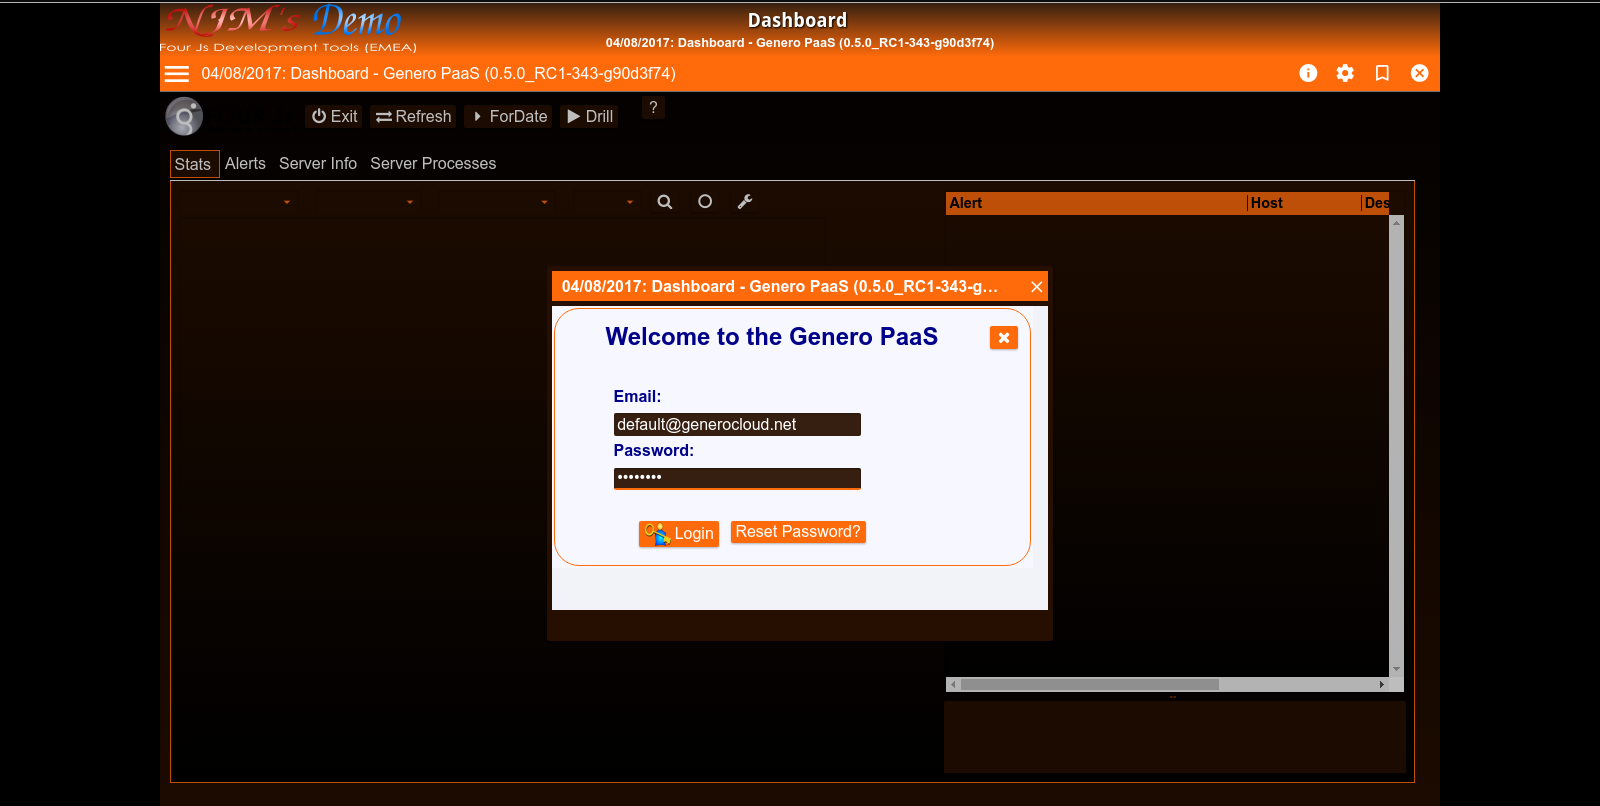 NJM's Demo
Four Js Development Tools (EMEA)
Dashboard
04/08/2017: Dashboard - Genero PaaS (0.5.0_RC1-343-g90d3f74)
04/08/2017: Dashboard - Genero PaaS (0.5.0_RC1-343-g90d3f74)
Exit Refresh ForDate Drill ?
Stats Alerts Server Info Server Processes
Alert Host Des
04/08/2017: Dashboard - Genero PaaS (0.5.0_RC1-343-g...
Welcome to the Genero PaaS
Email:
default@generocloud.net
Password:
••••••••
Login Reset Password?